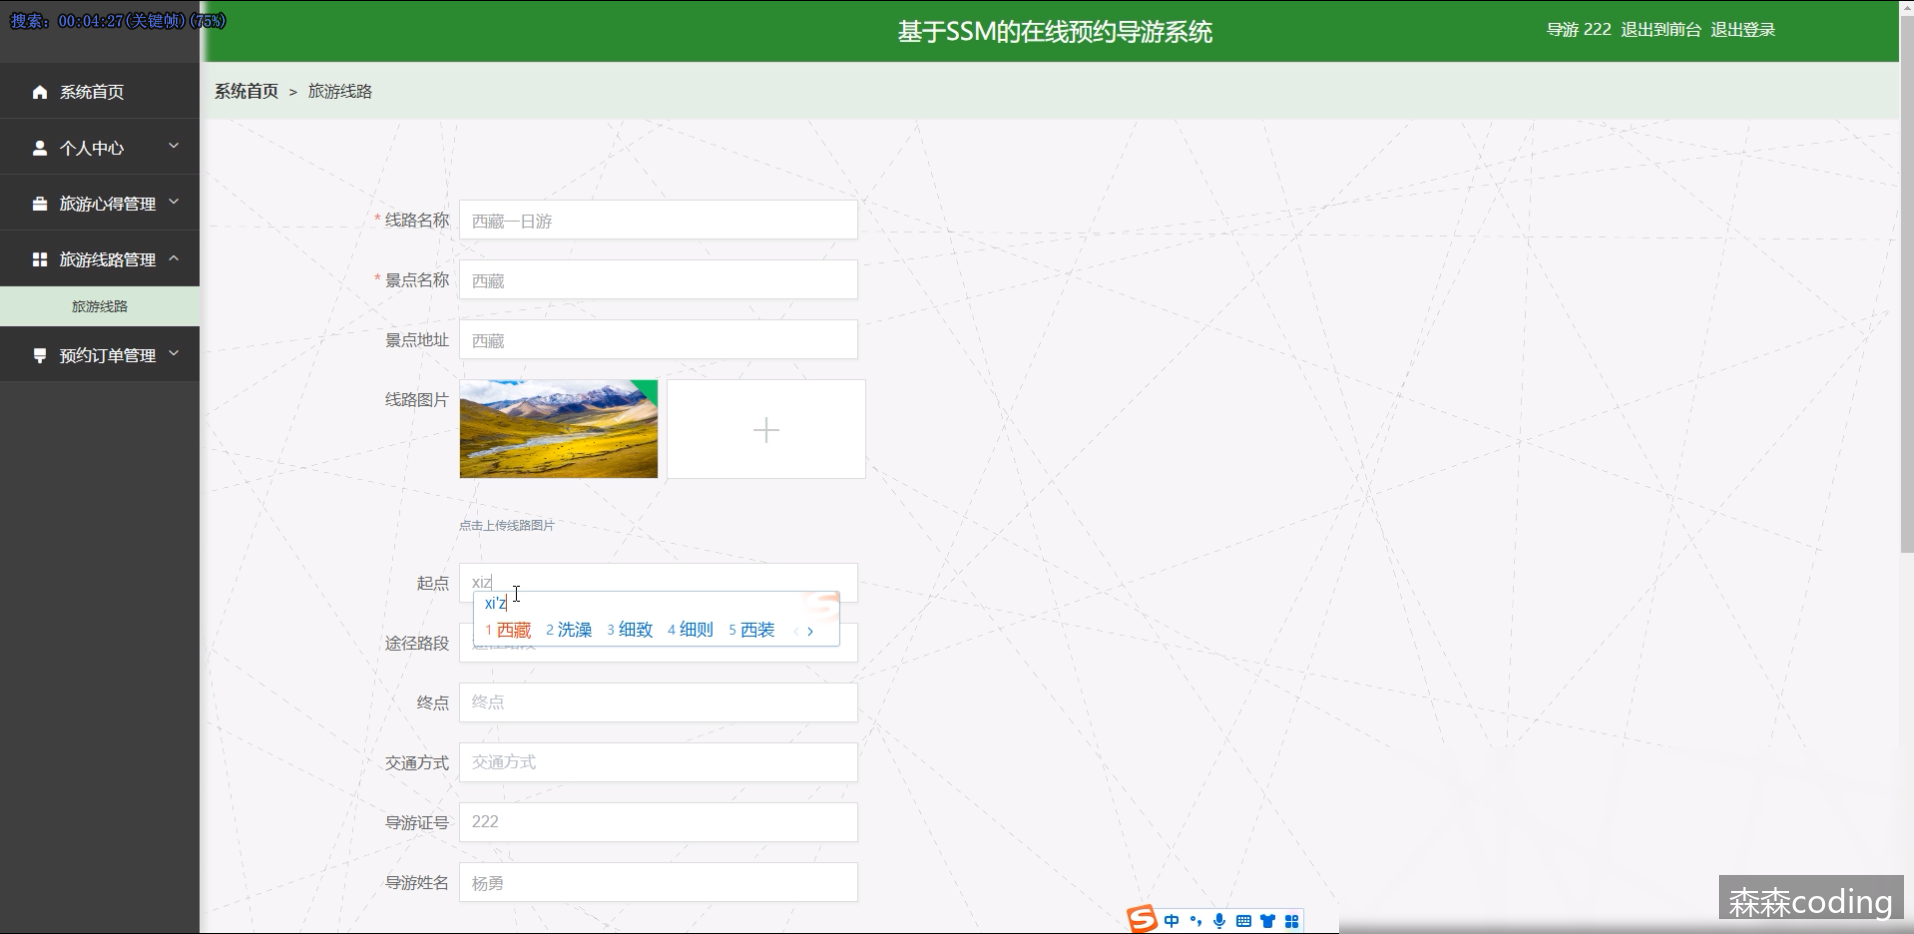 搜索: 00:04:27(关键帧)(75%)
基于SSM的在线预约导游系统
导游 222 退出到前台 退出登录
系统首页
个人中心
旅游心得管理
旅游线路管理
旅游线路
预约订单管理
系统首页 > 旅游线路
* 线路名称 西藏一日游
* 景点名称 西藏
景点地址 西藏
线路图片
点击上传线路图片
起点 xiz
xi'z
1 西藏 2 洗澡 3 细致 4 细则 5 西装
途径路段
终点 终点
交通方式 交通方式
导游证号 222
导游姓名 杨勇
中
森森coding